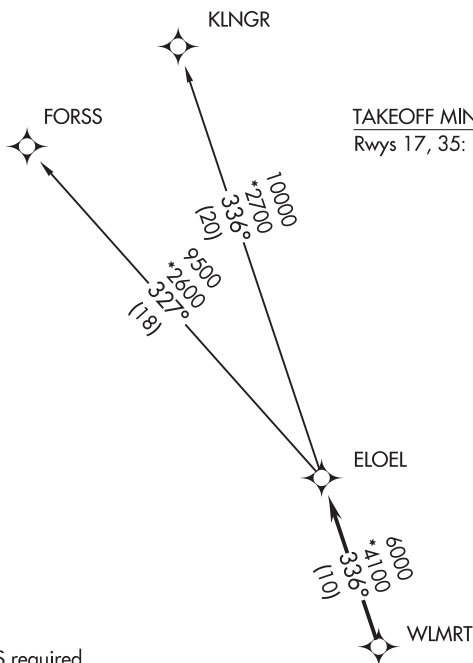 KLNGR
FORSS
TAKEOFF MIN
Rwys 17, 35:
10000
*2700
336°
(20)
9500
*2600
327°
(18)
ELOEL
6000
*4100
336°
(10)
WLMRT
required